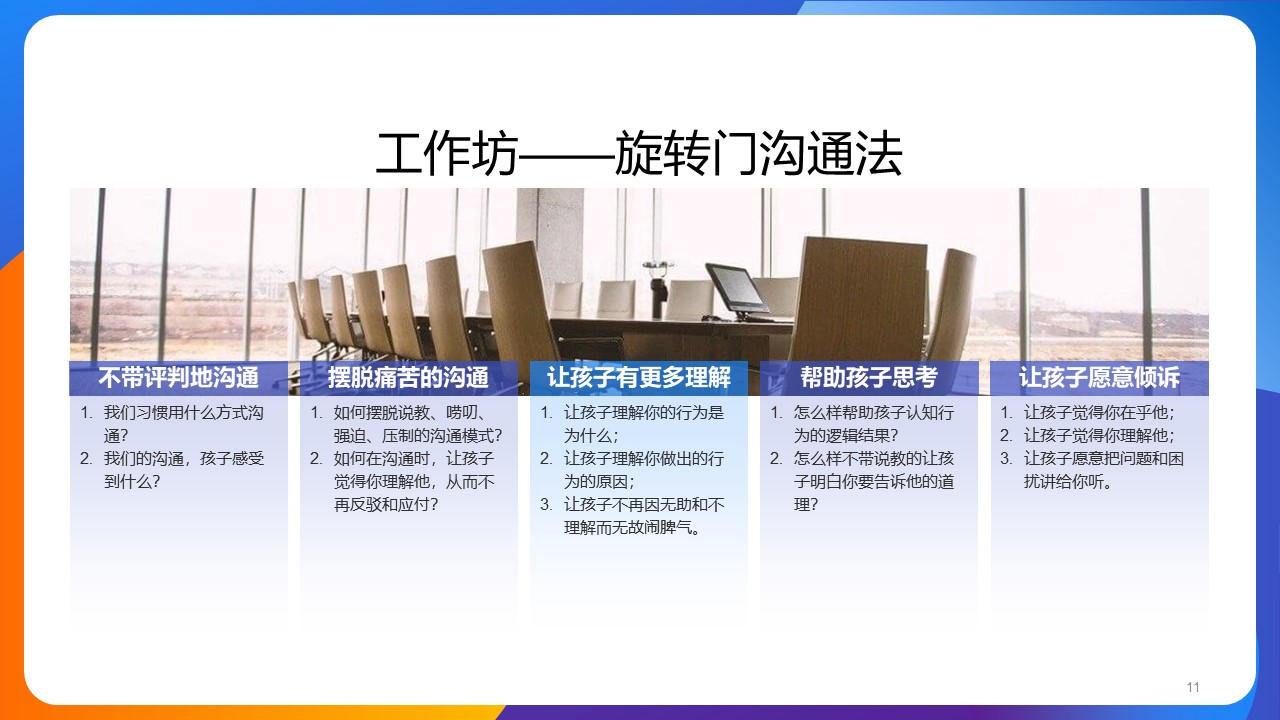 工作坊——旋转门沟通法
不带评判地沟通
1. 我们习惯用什么方式沟
通？
2. 我们的沟通，孩子感受
到什么？
摆脱痛苦的沟通
1. 如何摆脱说教、唠叨、
强迫、压制的沟通模式？
2. 如何在沟通时，让孩子
觉得你理解他，从而不
再反驳和应付？
让孩子有更多理解
1. 让孩子理解你的行为是
为什么；
2. 让孩子理解你做出的行
为的原因；
3. 让孩子不再因无助和不
理解而无故闹脾气。
帮助孩子思考
1. 怎么样帮助孩子认知行
为的逻辑结果？
2. 怎么样不带说教的让孩
子明白你要告诉他的道
理？
让孩子愿意倾诉
1. 让孩子觉得你在乎他；
2. 让孩子觉得你理解他；
3. 让孩子愿意把问题和困
扰讲给你听。
11